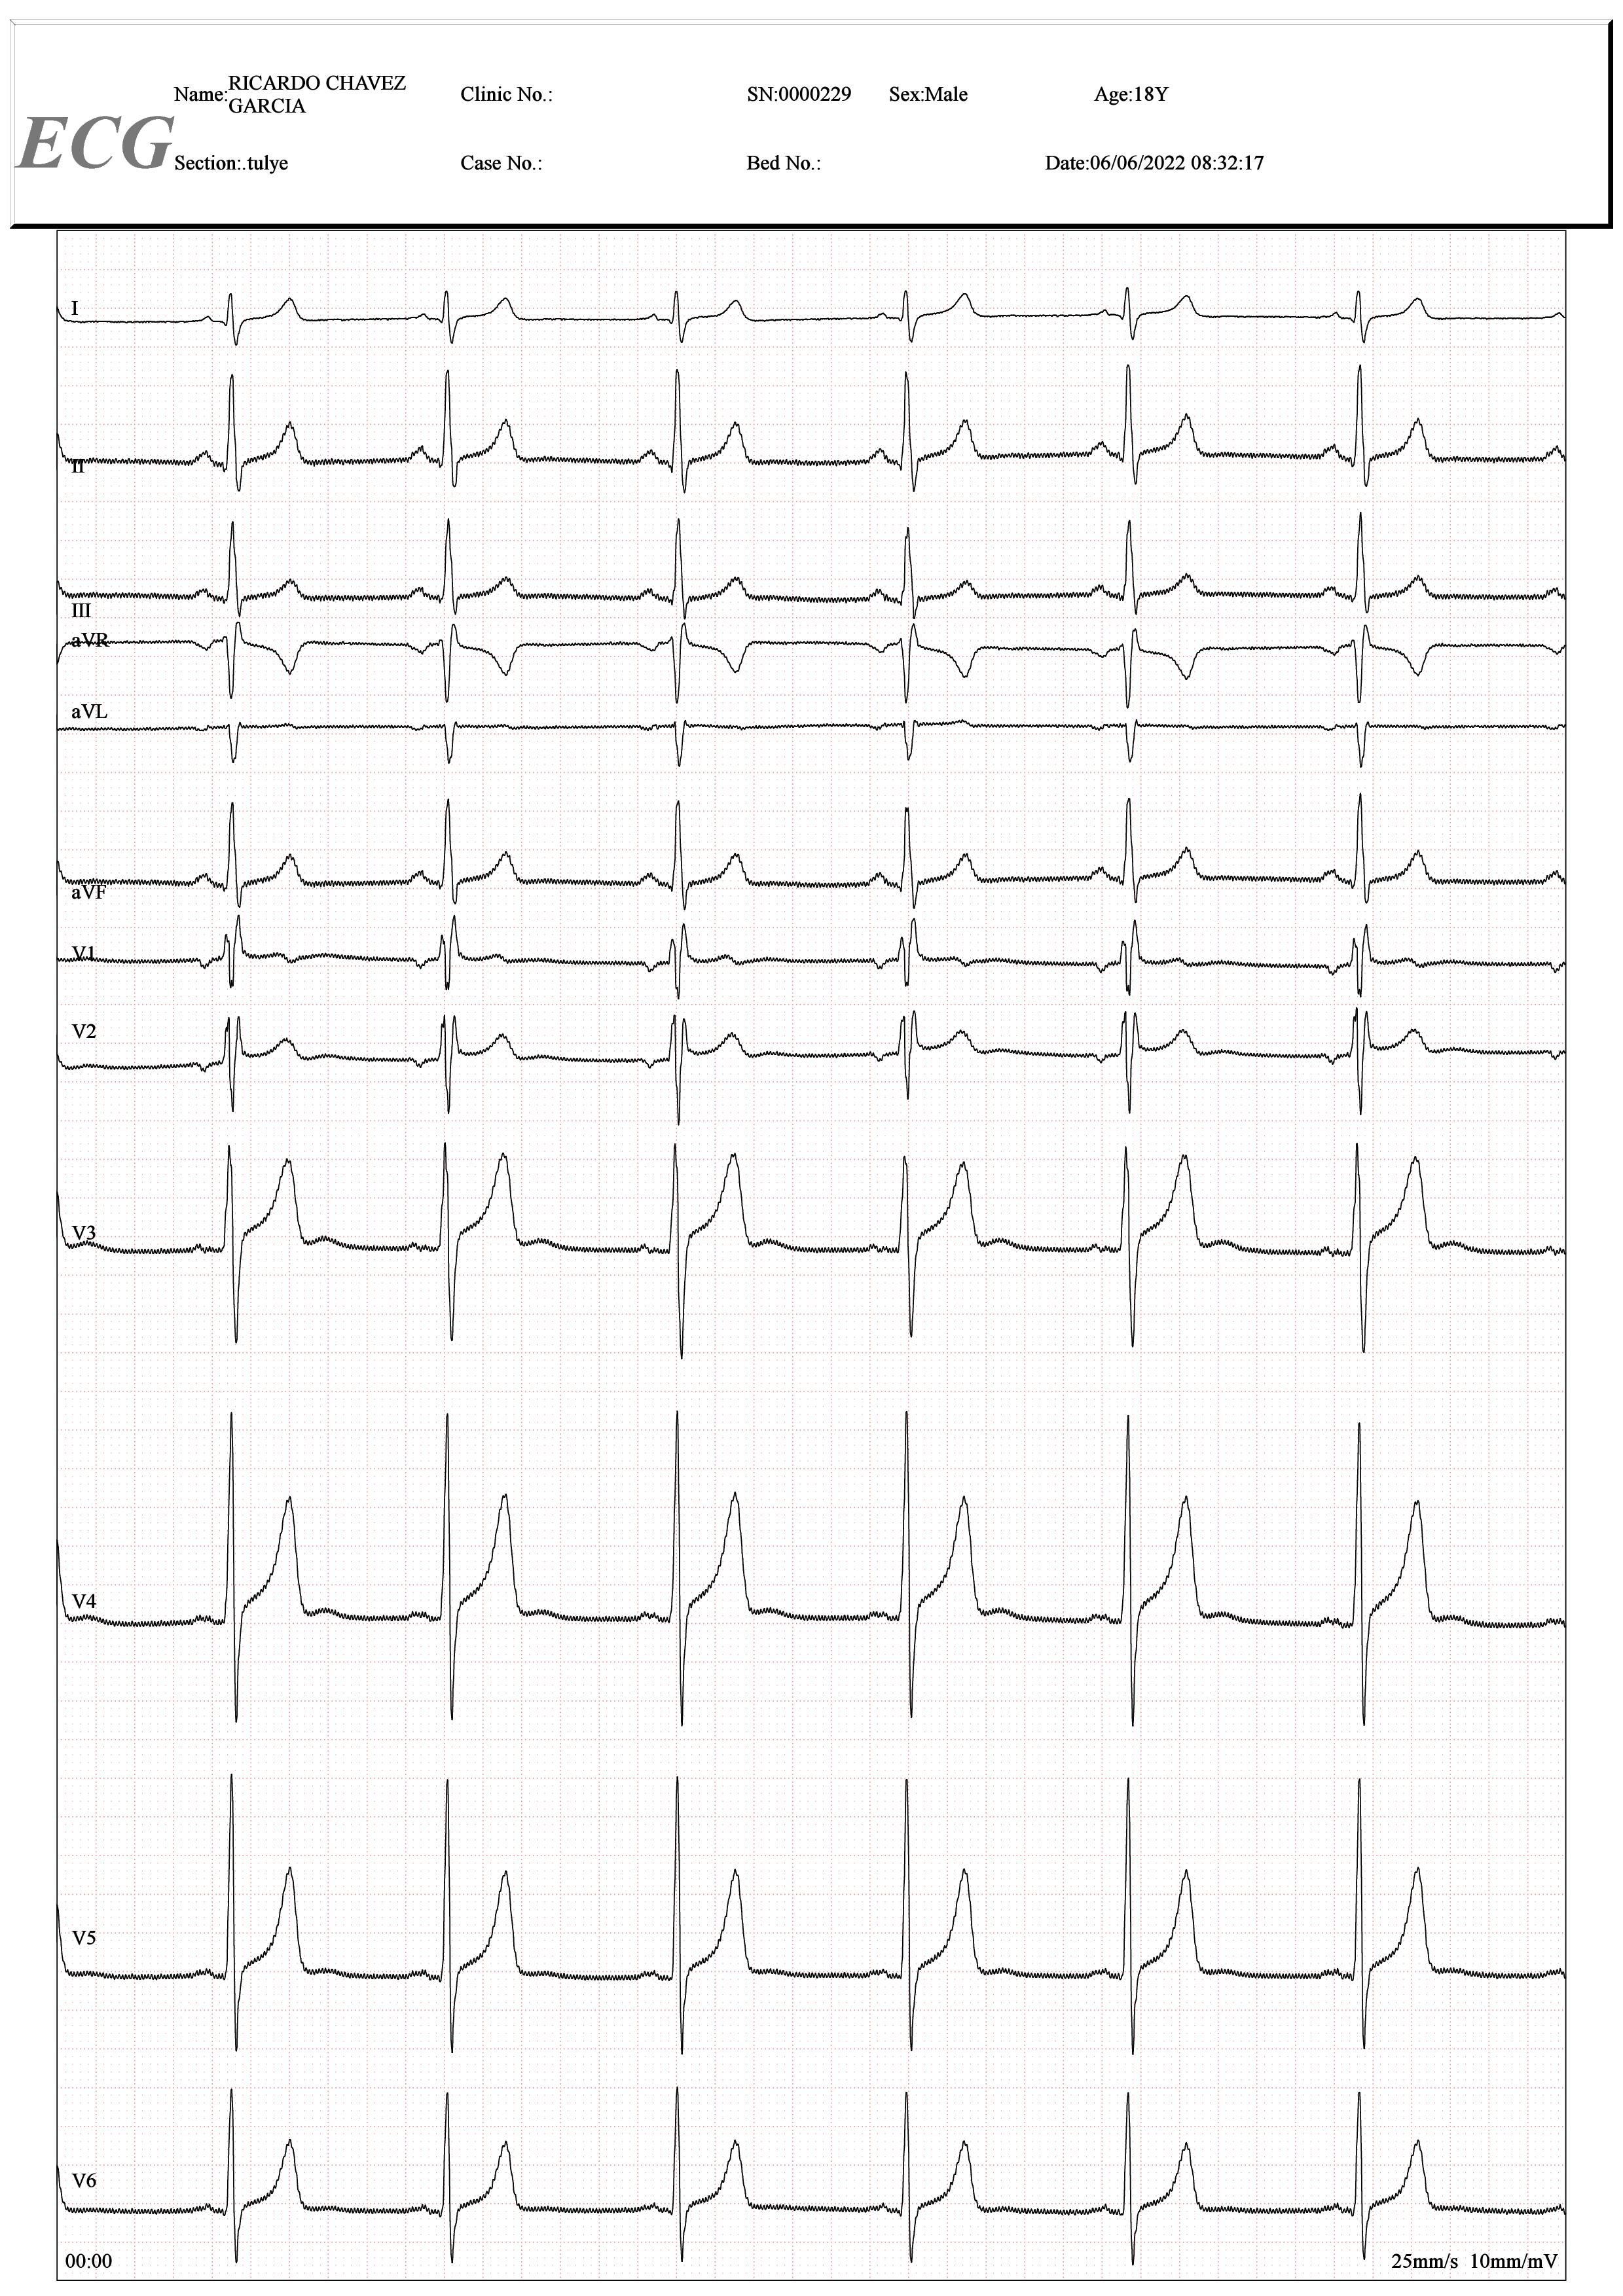 ECG
Name:RICARDO CHAVEZ
GARCIA
Clinic No.:
SN:0000229
Sex:Male
Age:18Y
Section:.tulye
Case No.:
Bed No.:
Date:06/06/2022 08:32:17
I
II
III
aVR
aVL
aVF
V1
V2
V3
V4
V5
V6
00:00
25mm/s 10mm/mV